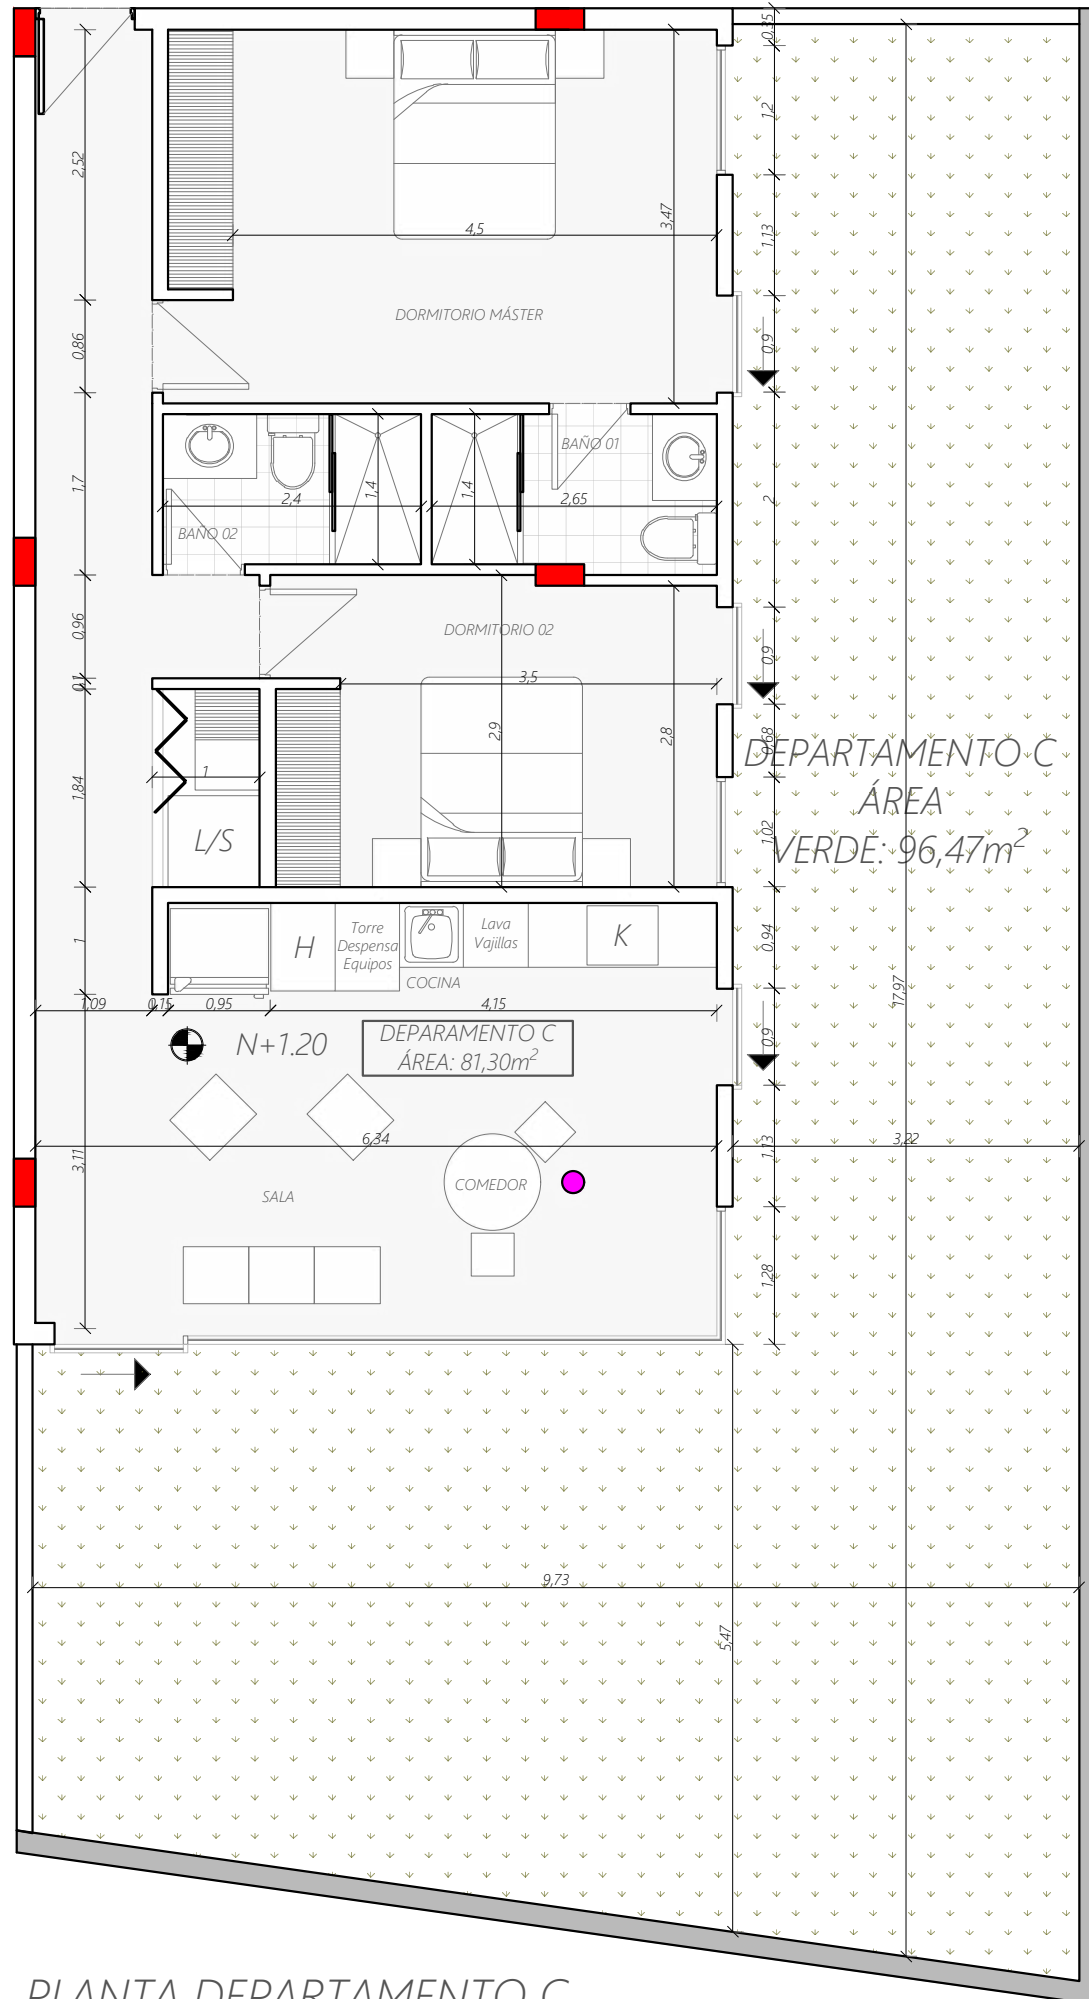 0,35
1,2
2,52
3,47
4,5
1,13
DORMITORIO MÁSTER
0,86
0,9
BAÑO 01
1,7
2,4
1,4
1,4
2,65
2
BAÑO 02
0,96
DORMITORIO 02
0,9
0,1
3,5
2,9
2,8
0,68
DEPARTAMENTO C
ÁREA
VERDE: 96,47m²
1
1,84
L/S
1,02
H
Torre
Despensa
Equipos
Lava
Vajillas
K
COCINA
1
0,94
17,97
1,09
0,15
0,95
4,15
N+1.20
DEPARAMENTO C
ÁREA: 81,30m²
0,9
6,34
3,22
3,11
1,13
SALA
COMEDOR
1,28
9,73
5,47
PLANTA DEPARTAMENTO C